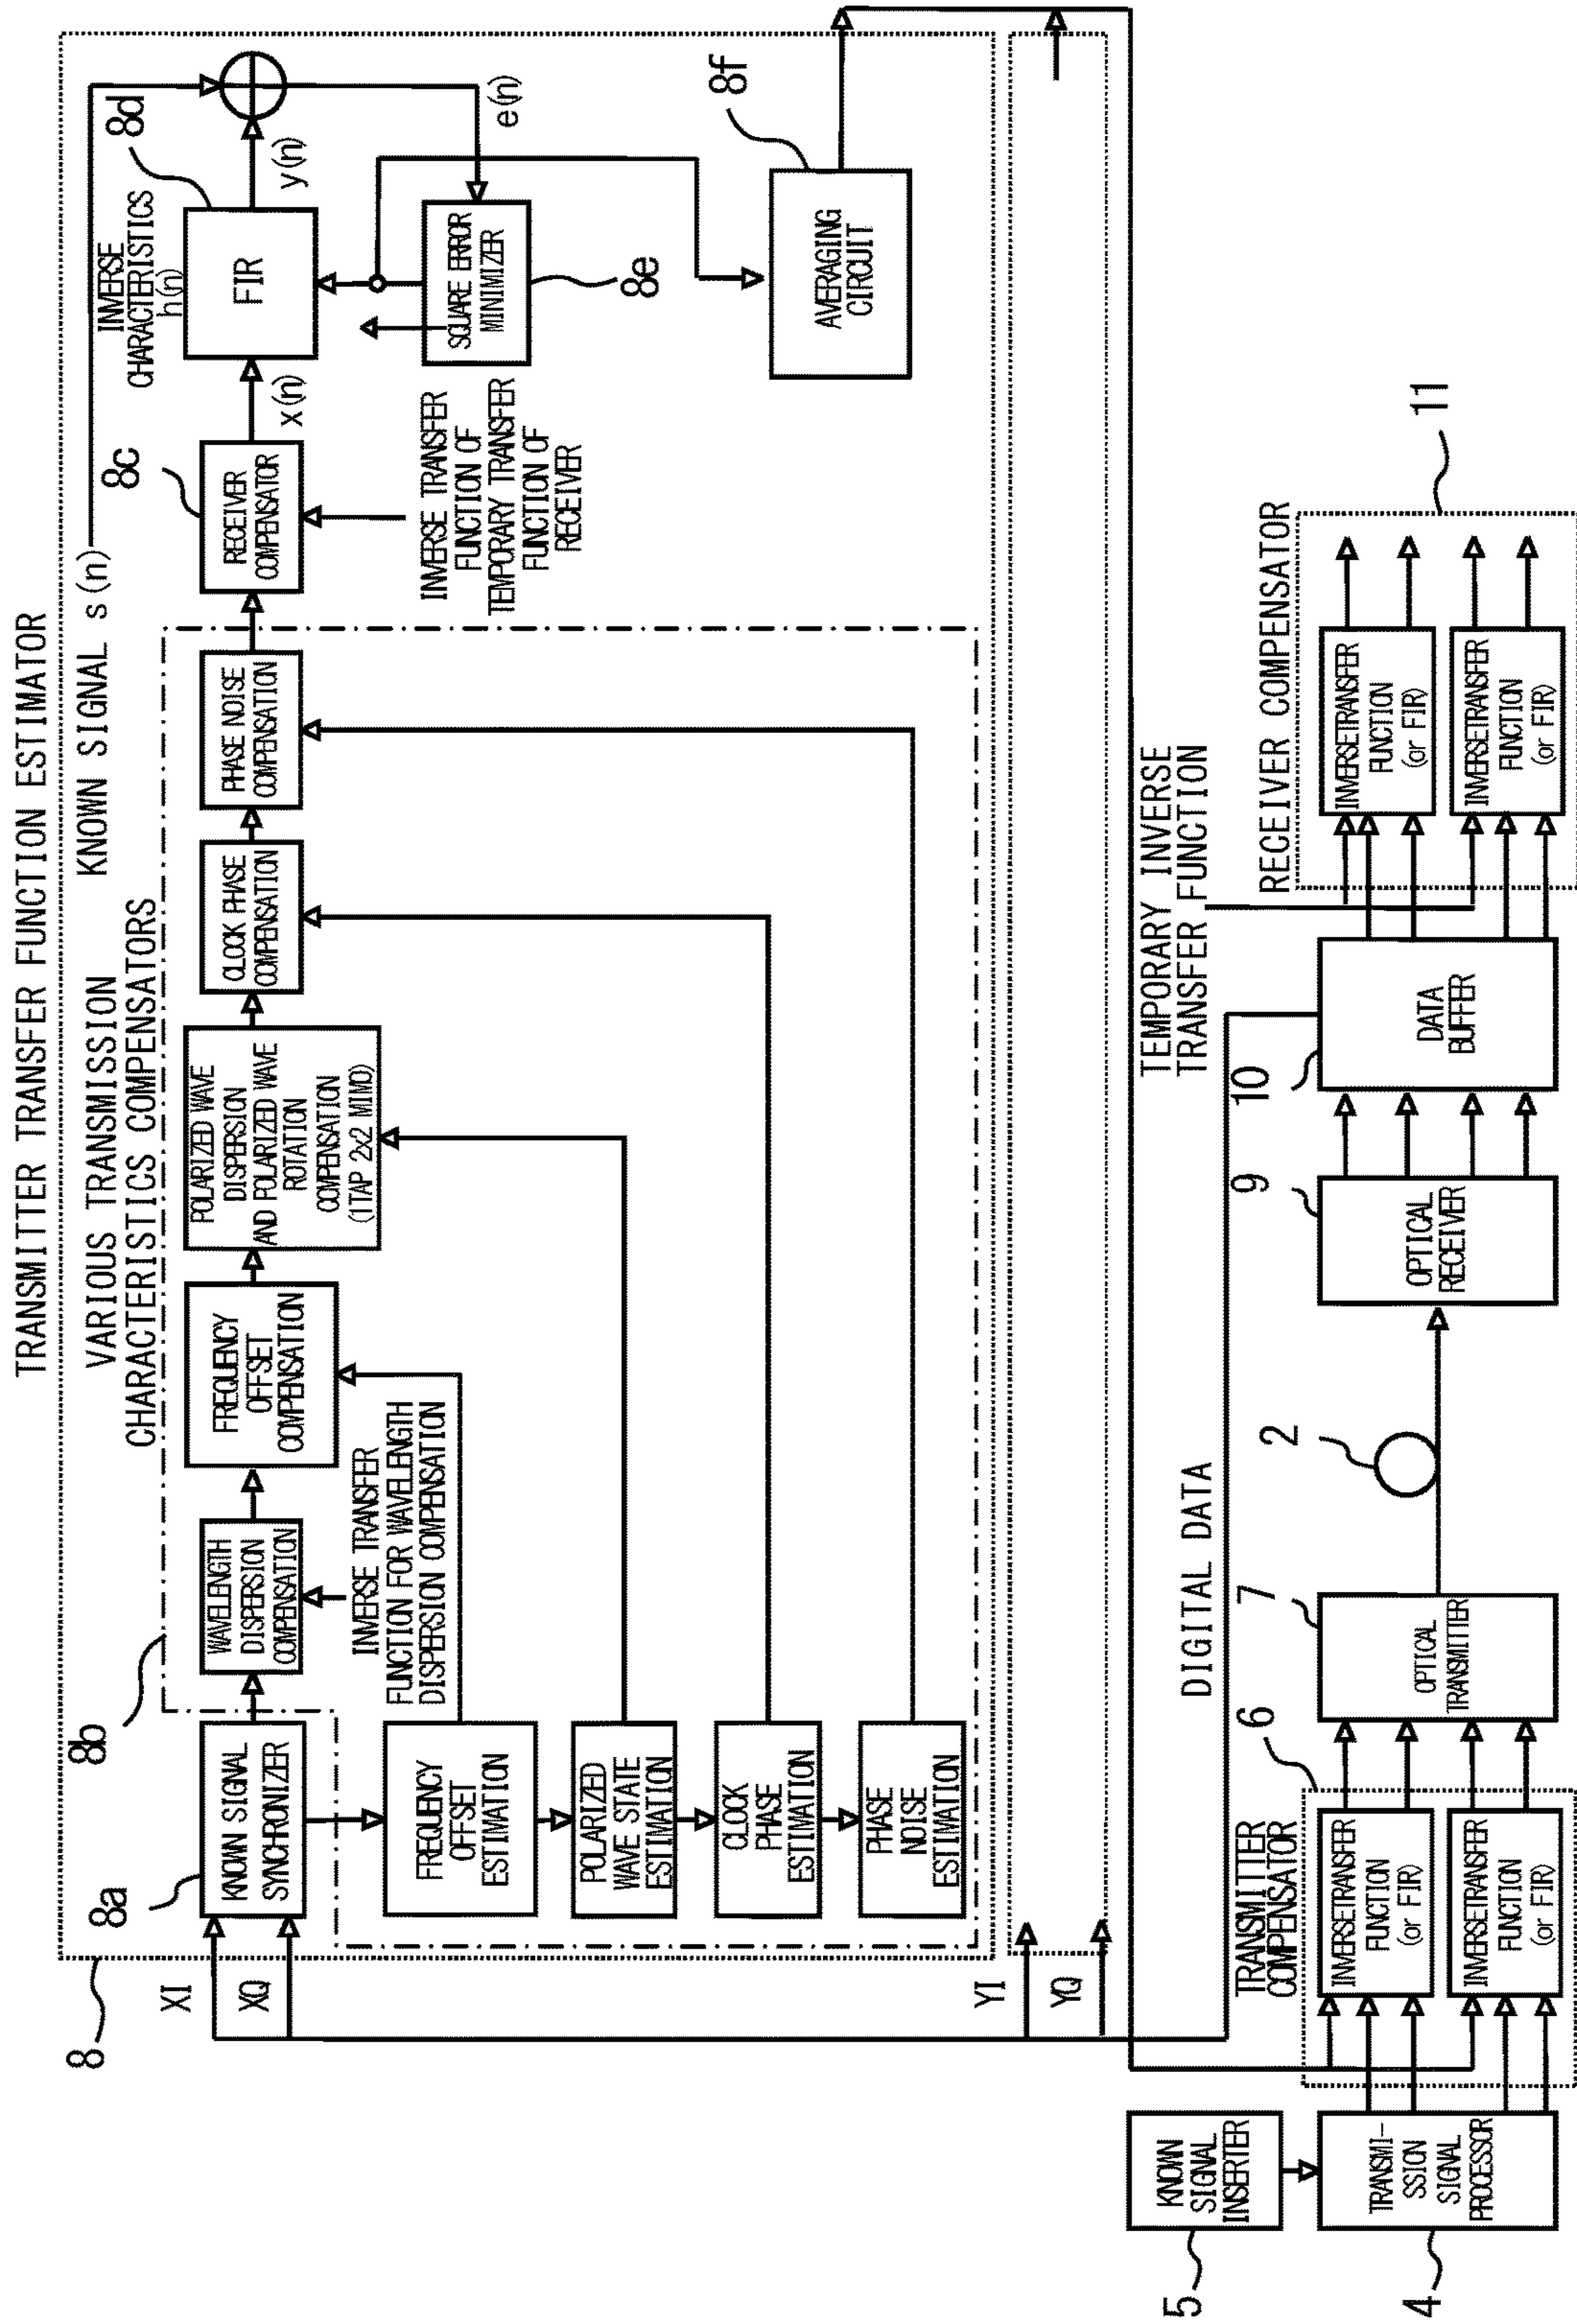 TRANSMITTER TRANSFER FUNCTION ESTIMATOR
8
VARIOUS TRANSMISSION
CHARACTERISTICS COMPENSATORS
KNOWN SIGNAL s(n)
8a
KNOWN SIGNAL
SYNCHRONIZER
XI
XQ
8b
WAVELENGTH
DISPERSION
COMPENSATION
INVERSE TRANSFER
FUNCTION FOR WAVELENGTH
DISPERSION COMPENSATION
FREQUENCY
OFFSET
COMPENSATION
POLARIZED WAVE
DISPERSION
AND POLARIZED WAVE
ROTATION
COMPENSATION
(1TAP 2x2 MIMO)
CLOCK PHASE
COMPENSATION
PHASE NOISE
COMPENSATION
8c
RECEIVER
COMPENSATOR
INVERSE TRANSFER
FUNCTION OF
TEMPORARY TRANSFER
FUNCTION OF
RECEIVER
x(n)
INVERSE
CHARACTERISTICS
h(n)
8d
FIR
y(n)
e(n)
SQUARE ERROR
MINIMIZER
8e
AVERAGING
CIRCUIT
8f
FREQUENCY
OFFSET
ESTIMATION
POLARIZED
WAVE STATE
ESTIMATION
CLOCK
PHASE
ESTIMATION
PHASE
NOISE
ESTIMATION
YI
YQ
DIGITAL DATA
TEMPORARY INVERSE
TRANSFER FUNCTION
5
KNOWN
SIGNAL
INSERTER
4
TRANSMI-
SSION
SIGNAL
PROCESSOR
TRANSMITTER
COMPENSATOR
6
INVERSETRANSFER
FUNCTION
(or FIR)
INVERSETRANSFER
FUNCTION
(or FIR)
7
OPTICAL
TRANSMITTER
2
9
OPTICAL
RECEIVER
10
DATA
BUFFER
RECEIVER COMPENSATOR
11
INVERSETRANSFER
FUNCTION
(or FIR)
INVERSETRANSFER
FUNCTION
(or FIR)